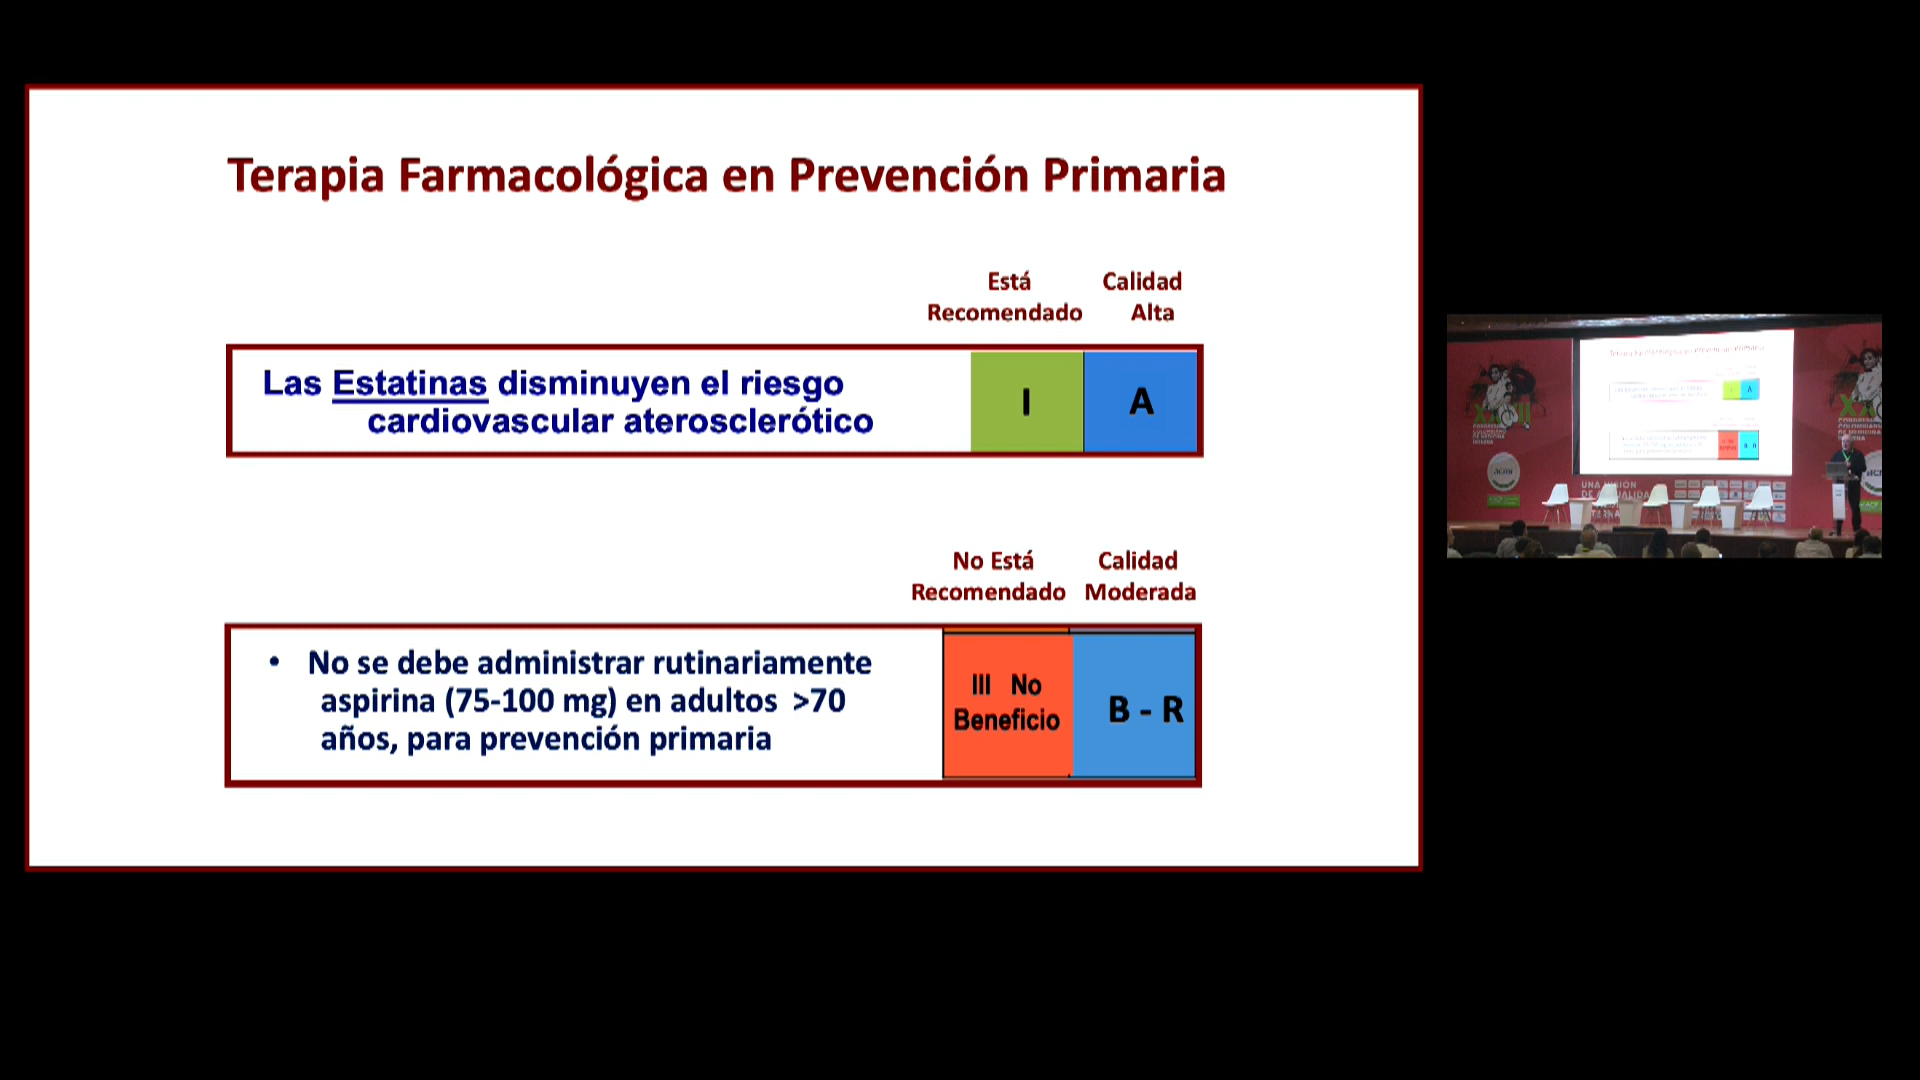 Terapia Farmacológica en Prevención Primaria
Está Recomendado
Calidad Alta
Las Estatinas disminuyen el riesgo
cardiovascular aterosclerótico
I
A
No Está Recomendado
Calidad Moderada
• No se debe administrar rutinariamente
aspirina (75-100 mg) en adultos >70
años, para prevención primaria
III No
Beneficio
B - R